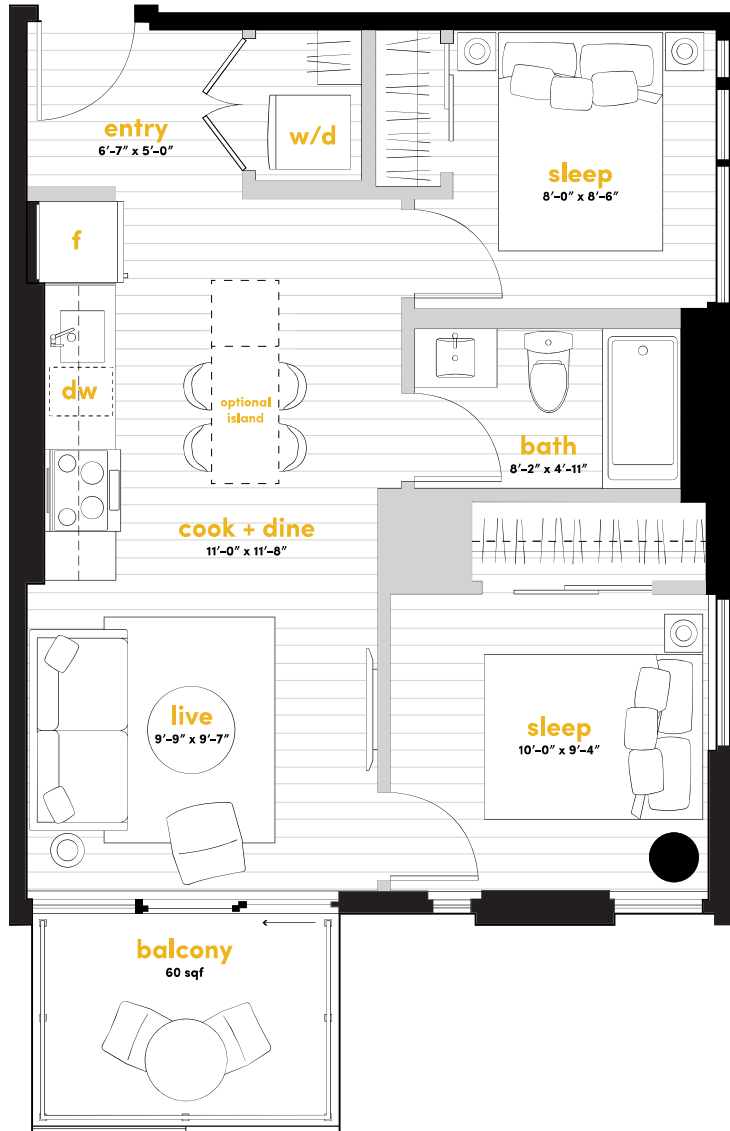 entry
6'–7" x 5'–0"
w/d
sleep
8'–0" x 8'–6"
f
dw
optional
island
bath
8'–2" x 4'–11"
cook + dine
11'–0" x 11'–8"
live
9'–9" x 9'–7"
sleep
10'–0" x 9'–4"
balcony
60 sqf